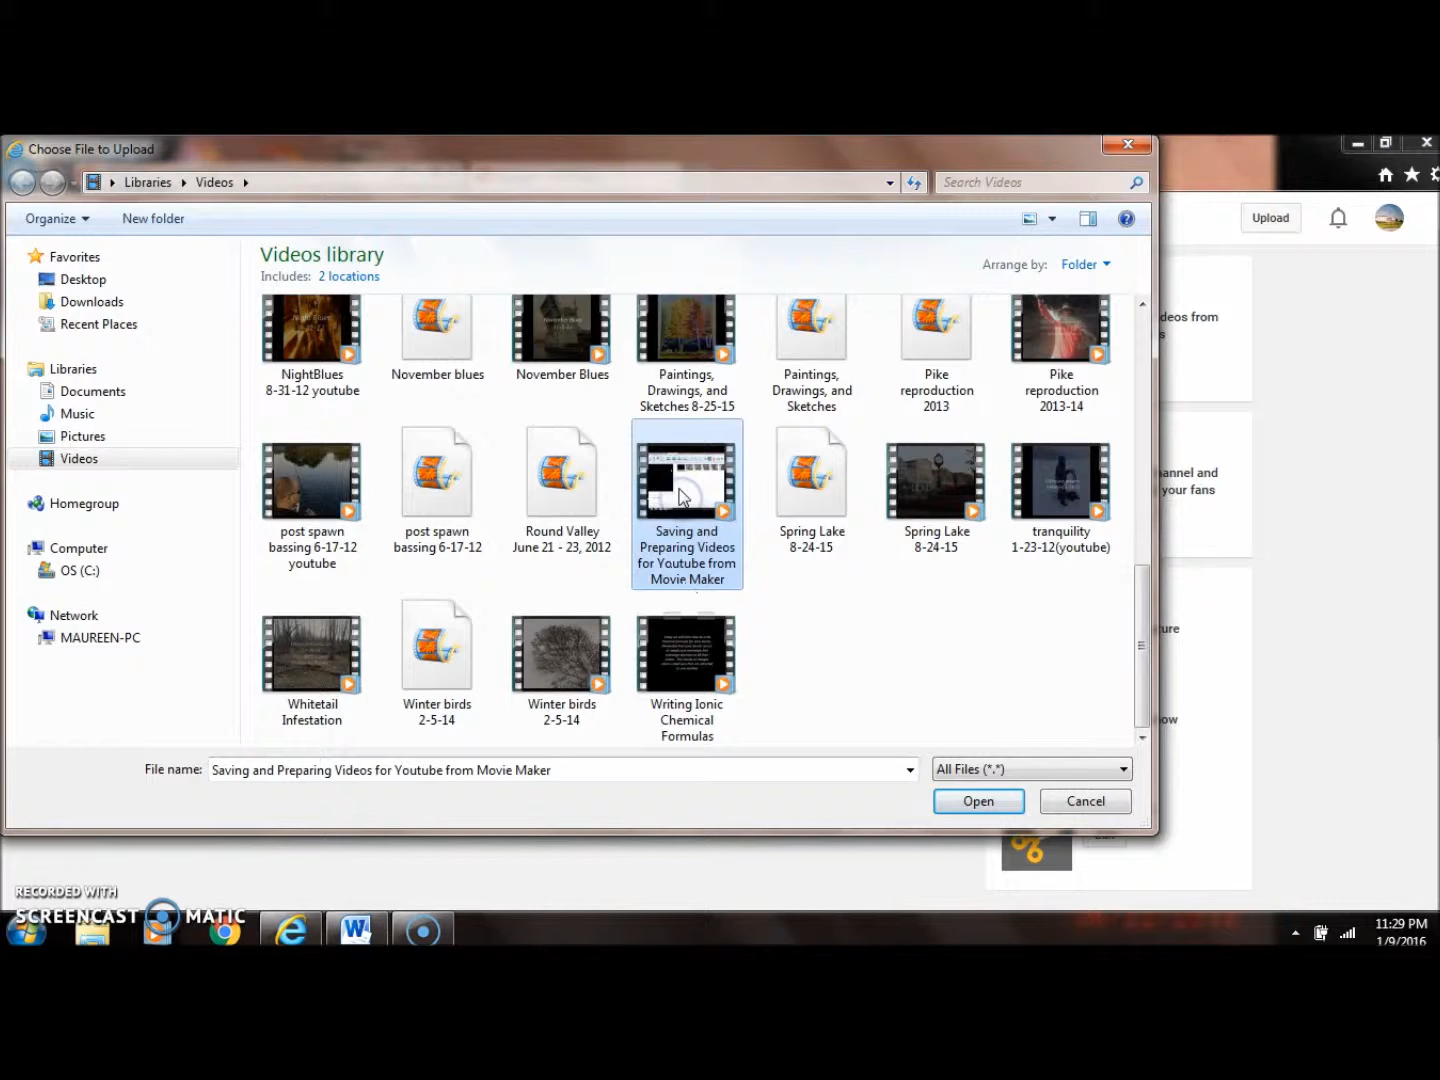 Choose File to Upload
Libraries
Videos
Search Videos
Organize
New folder
Upload
Favorites
Desktop
Downloads
Recent Places
Libraries
Documents
Music
Pictures
Videos
Homegroup
Computer
OS (C:)
Network
MAUREEN-PC
Videos library
Includes: 2 locations
Arrange by: Folder
Night Blues
November Blues
NightBlues
8-31-12 youtube
November blues
November Blues
Paintings,
Drawings, and
Sketches 8-25-15
Paintings,
Drawings, and
Sketches
Pike
reproduction
2013
Pike
reproduction
2013-14
post spawn
bassing 6-17-12
youtube
post spawn
bassing 6-17-12
Round Valley
June 21 - 23, 2012
Saving and
Preparing Videos
for Youtube from
Movie Maker
Spring Lake
8-24-15
Spring Lake
8-24-15
tranquility
1-23-12(youtube)
Whitetail
Infestation
Winter birds
2-5-14
Winter birds
2-5-14
Writing Ionic
Chemical
Formulas
deos from
s
annel and
your fans
ture
ow
File name: Saving and Preparing Videos for Youtube from Movie Maker
All Files (*.*)
Open
Cancel
RECORDED WITH
SCREENCAST MATIC
11:29 PM
1/9/2016